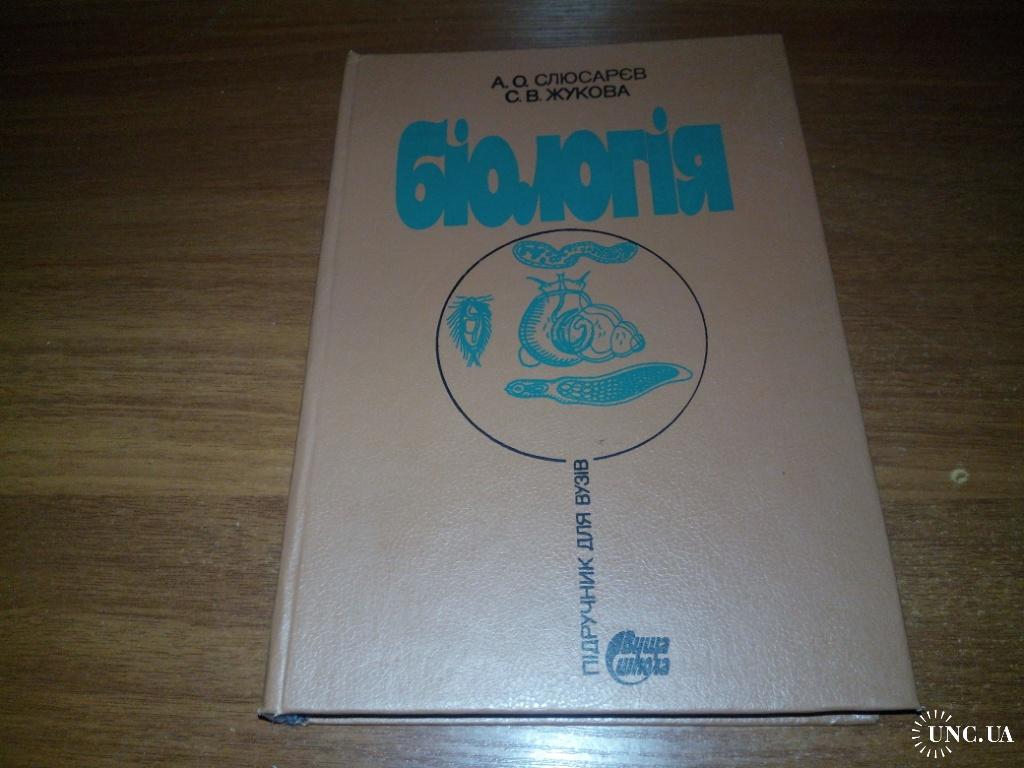 А. О. СЛЮСАРЄВ
С. В. ЖУКОВА
біологія
ПІДРУЧНИК ДЛЯ ВУЗІВ
Вища
школа
UNC.UA